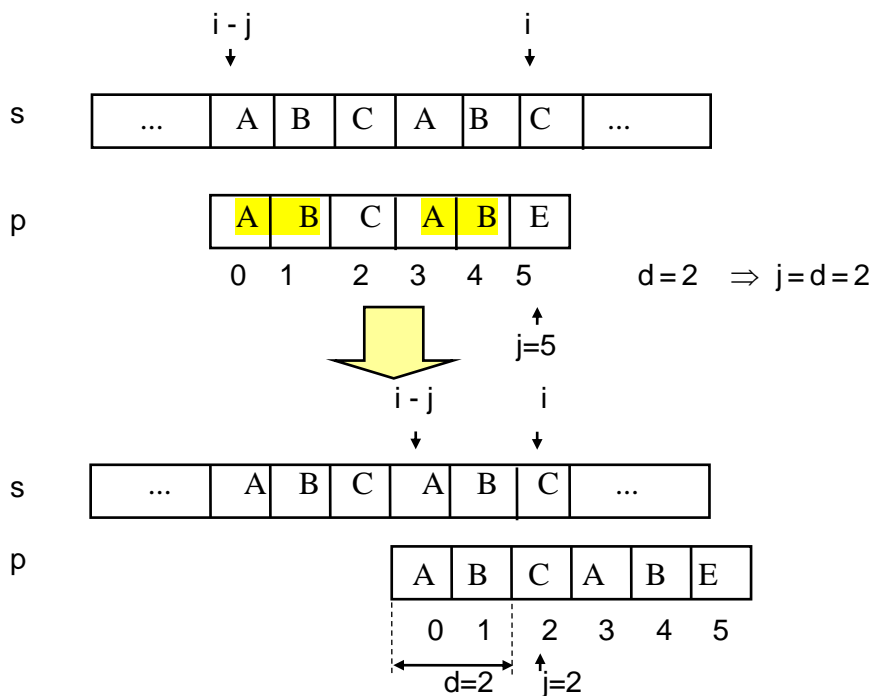 i - j i
s ... A B C A B C ...
p A B C A B E
0 1 2 3 4 5 d = 2 ⇒ j = d = 2
j=5
i - j i
s ... A B C A B C ...
p A B C A B E
0 1 2 3 4 5
d=2 j=2